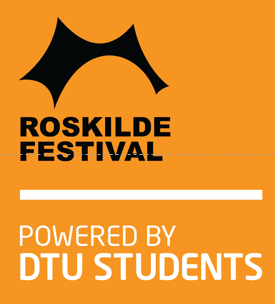 ROSKILDE
FESTIVAL
POWERED BY
DTU STUDENTS